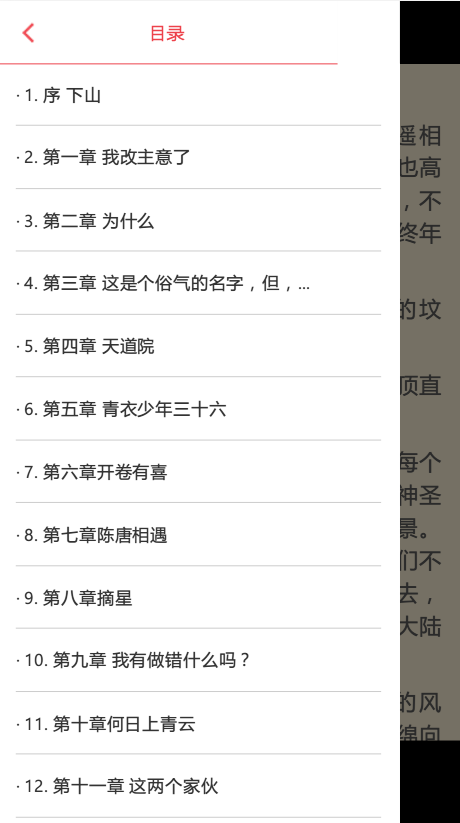 目录
· 1. 序 下山
· 2. 第一章 我改主意了
· 3. 第二章 为什么
· 4. 第三章 这是个俗气的名字，但，...
· 5. 第四章 天道院
· 6. 第五章 青衣少年三十六
· 7. 第六章开卷有喜
· 8. 第七章陈唐相遇
· 9. 第八章摘星
· 10. 第九章 我有做错什么吗？
· 11. 第十章何日上青云
· 12. 第十一章 这两个家伙
遥相
也高
，不
终年
的坟
顶直
每个
神圣
景。
们不
去，
大陆
的风
绵向